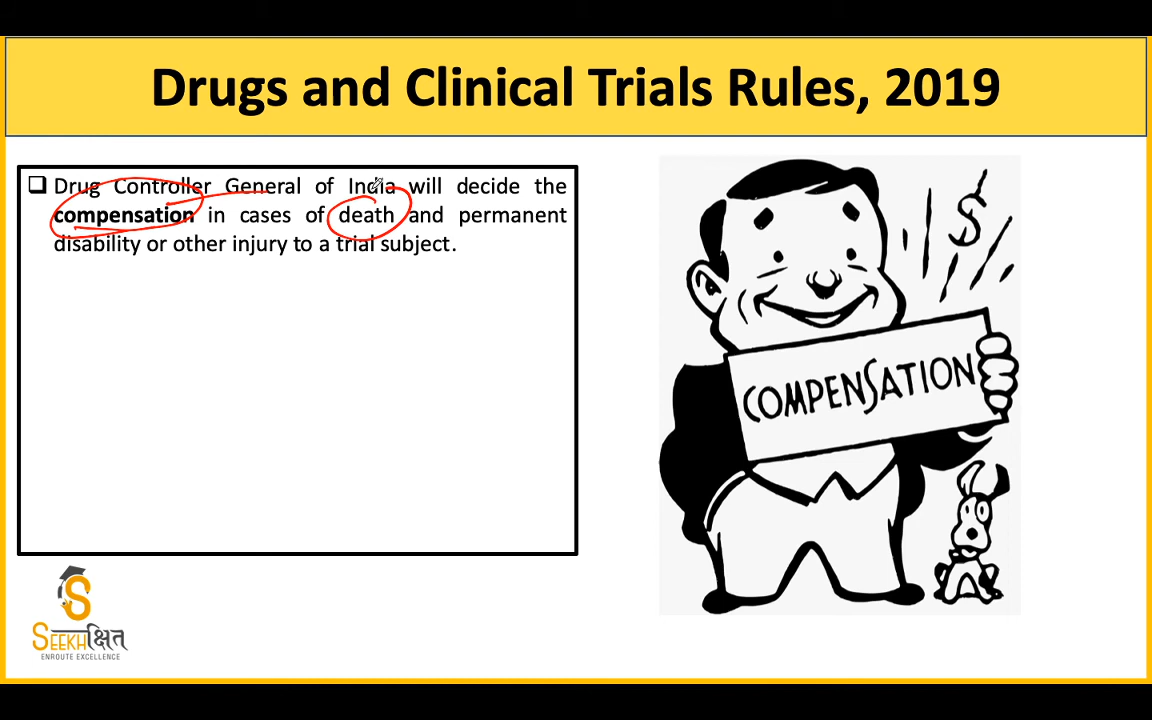 Drugs and Clinical Trials Rules, 2019
Drug Controller General of India will decide the
compensation in cases of death and permanent
disability or other injury to a trial subject.
$
COMPENSATION
S
SEEKHक्षित
ENROUTE EXCELLENCE